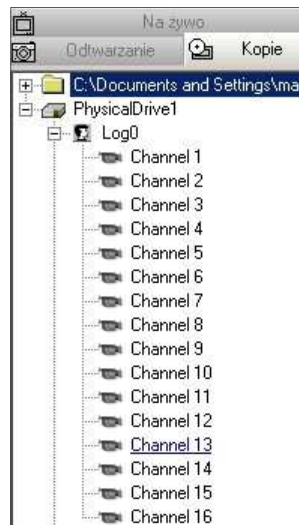 Na żywo
Odtwarzanie Kopie
C:\Documents and Settings\ma
PhysicalDrive1
Log0
Channel 1
Channel 2
Channel 3
Channel 4
Channel 5
Channel 6
Channel 7
Channel 8
Channel 9
Channel 10
Channel 11
Channel 12
Channel 13
Channel 14
Channel 15
Channel 16